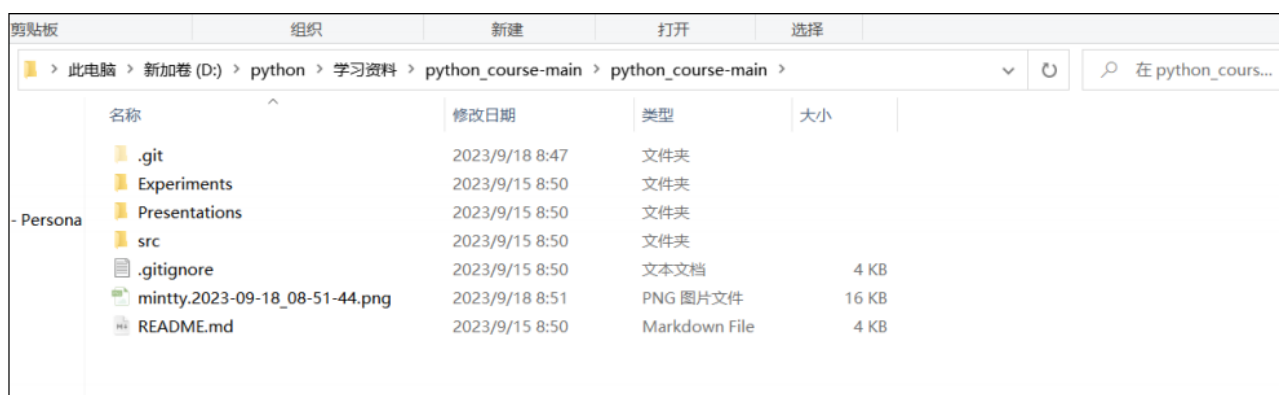 剪贴板 组织 新建 打开 选择
> 此电脑 > 新加卷 (D:) > python > 学习资料 > python_course-main > python_course-main > 在 python_cours...
名称 修改日期 类型 大小
.git 2023/9/18 8:47 文件夹
Experiments 2023/9/15 8:50 文件夹
Presentations 2023/9/15 8:50 文件夹
- Persona
src 2023/9/15 8:50 文件夹
.gitignore 2023/9/15 8:50 文本文档 4 KB
mintty.2023-09-18_08-51-44.png 2023/9/18 8:51 PNG 图片文件 16 KB
README.md 2023/9/15 8:50 Markdown File 4 KB